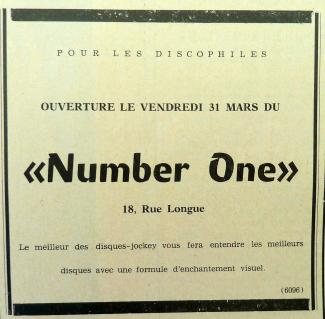 POUR LES DISCOPHILES
OUVERTURE LE VENDREDI 31 MARS DU
«Number One»
18, Rue Longue
Le meilleur des disques-jockey vous fera entendre les meilleurs
disques avec une formule d'enchantement visuel.
(6096)